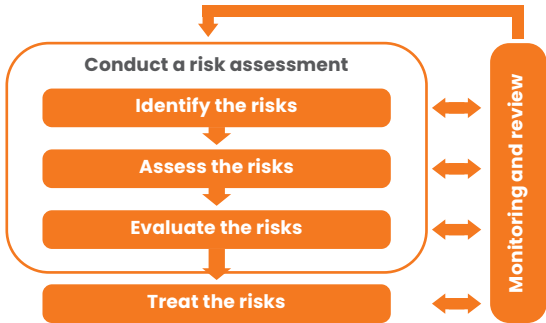 Conduct a risk assessment
Identify the risks
Assess the risks
Evaluate the risks
Treat the risks
Monitoring and review